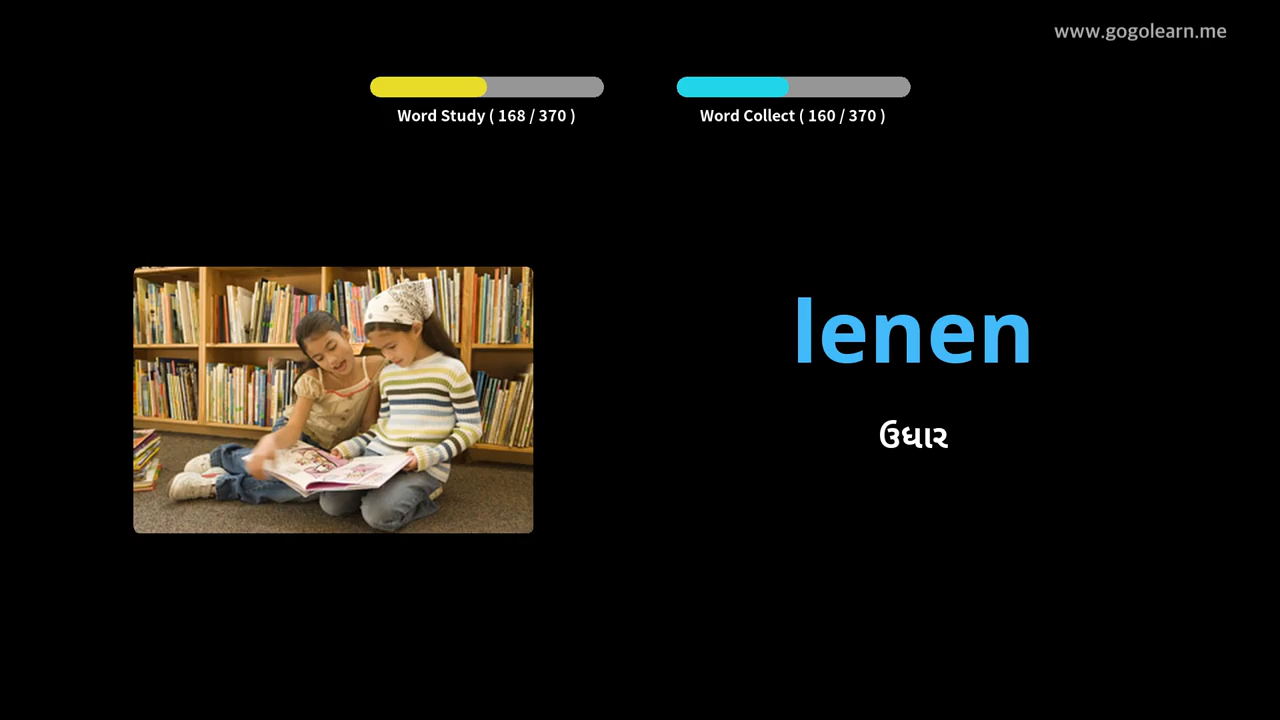 www.gogolearn.me
Word Study ( 168 / 370 )
Word Collect ( 160 / 370 )
lenen
ઉધાર